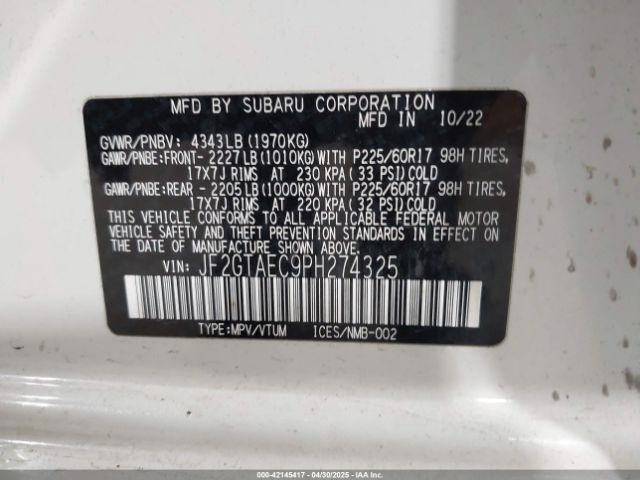 MFD BY SUBARU CORPORATION
MFD IN 10/22
GVWR/PNBV: 4343LB(1970KG)
GAWR/PNBE:FRONT- 2227LB(1010KG) WITH P225/60R17 98H TIRES,
17X7J RIMS AT 230 KPA(33 PSI)COLD
GAWR/PNBE:REAR - 2205LB(1000KG) WITH P225/60R17 98H TIRES,
17X7J RIMS AT 220 KPA(32 PSI)COLD
THIS VEHICLE CONFORMS TO ALL APPLICABLE FEDERAL MOTOR
VEHICLE SAFETY AND THEFT PREVENTION STANDARDS IN EFFECT
ON THE DATE OF MANUFACTURE SHOWN ABOVE.
VIN: JF2GTAEC9PH274325
TYPE:MPV/VTUM ICES/NMB-002
000-42145417 - 04/30/2025 - IAAI.COM